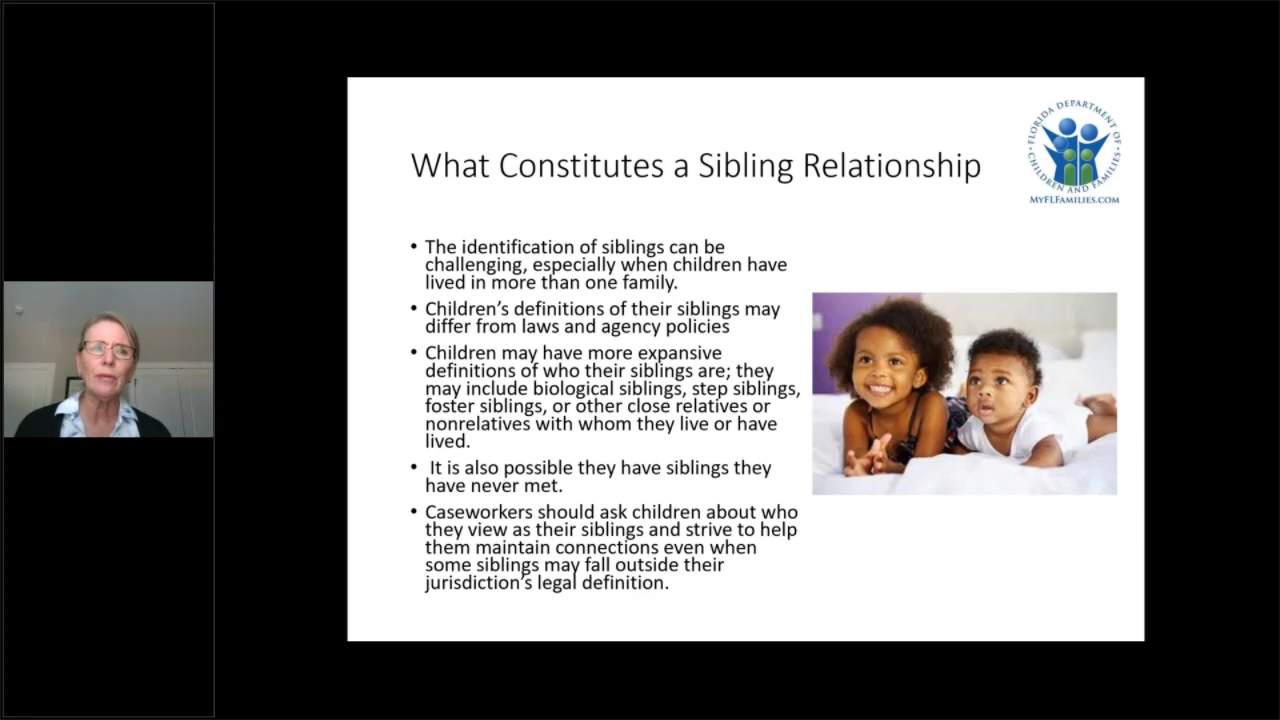 What Constitutes a Sibling Relationship
FLORIDA DEPARTMENT OF
CHILDREN AND FAMILIES
MYFLFAMILIES.COM
• The identification of siblings can be
challenging, especially when children have
lived in more than one family.
• Children’s definitions of their siblings may
differ from laws and agency policies
• Children may have more expansive
definitions of who their siblings are; they
may include biological siblings, step siblings,
foster siblings, or other close relatives or
nonrelatives with whom they live or have
lived.
• It is also possible they have siblings they
have never met.
• Caseworkers should ask children about who
they view as their siblings and strive to help
them maintain connections even when
some siblings may fall outside their
jurisdiction’s legal definition.